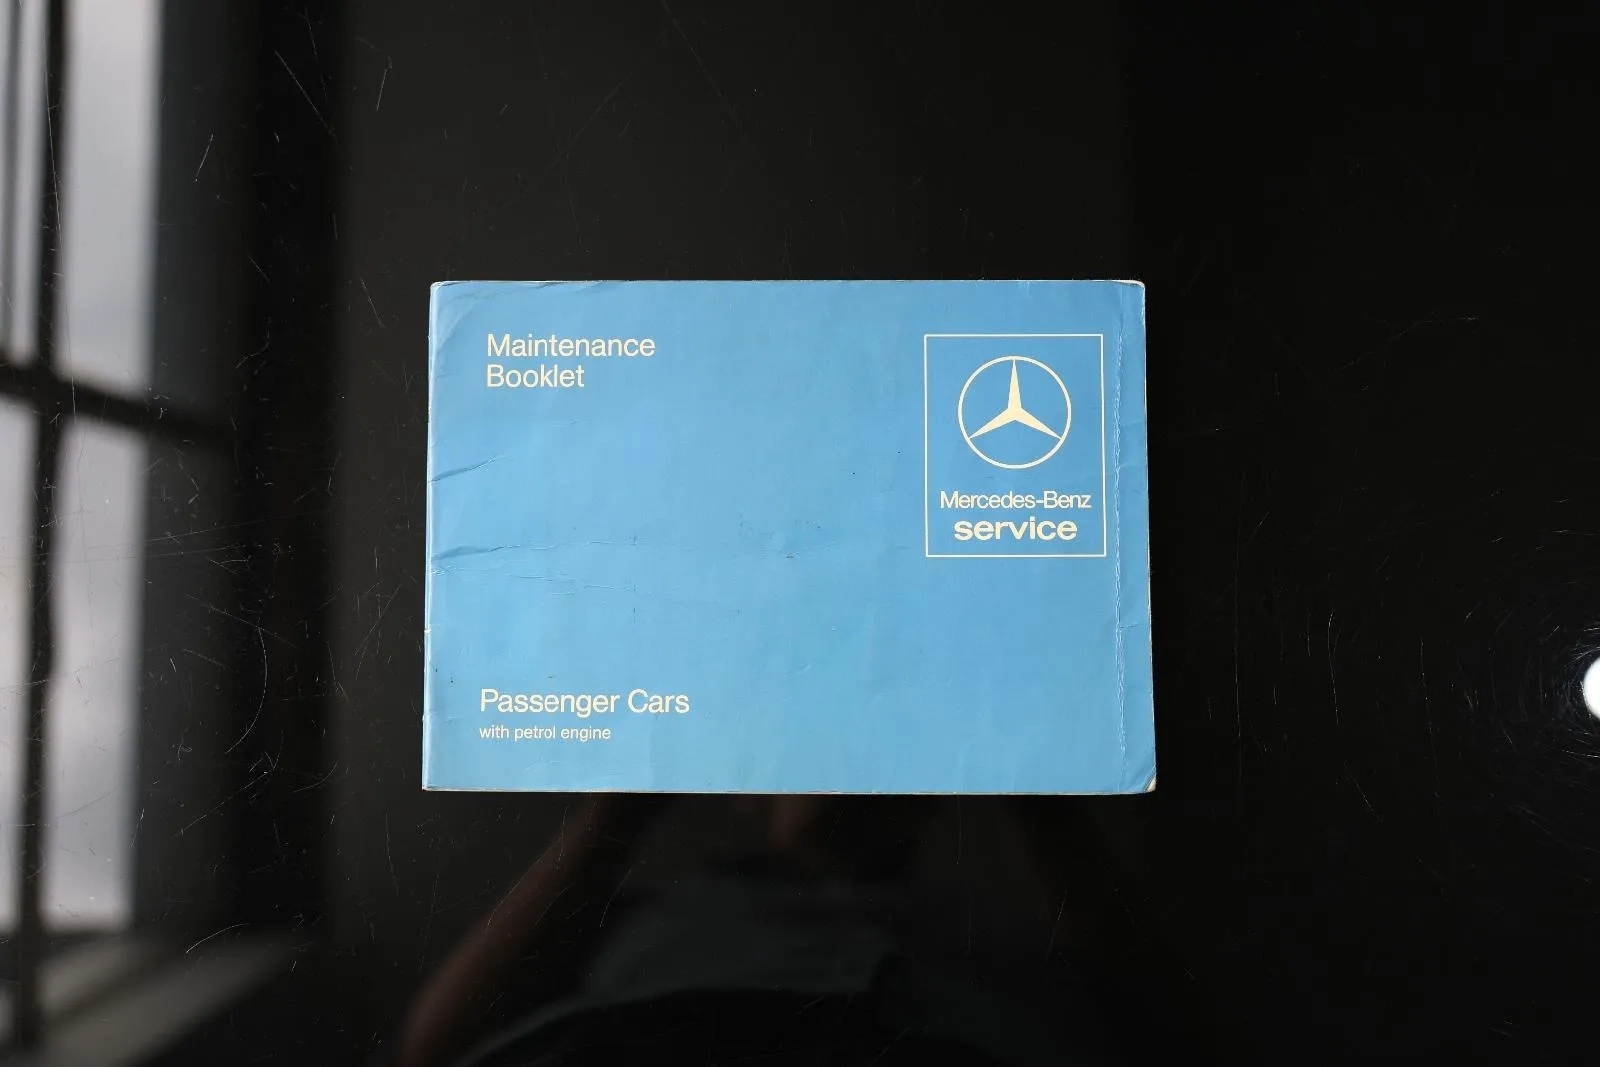 Maintenance
Booklet
Mercedes-Benz
service
Passenger Cars
with petrol engine